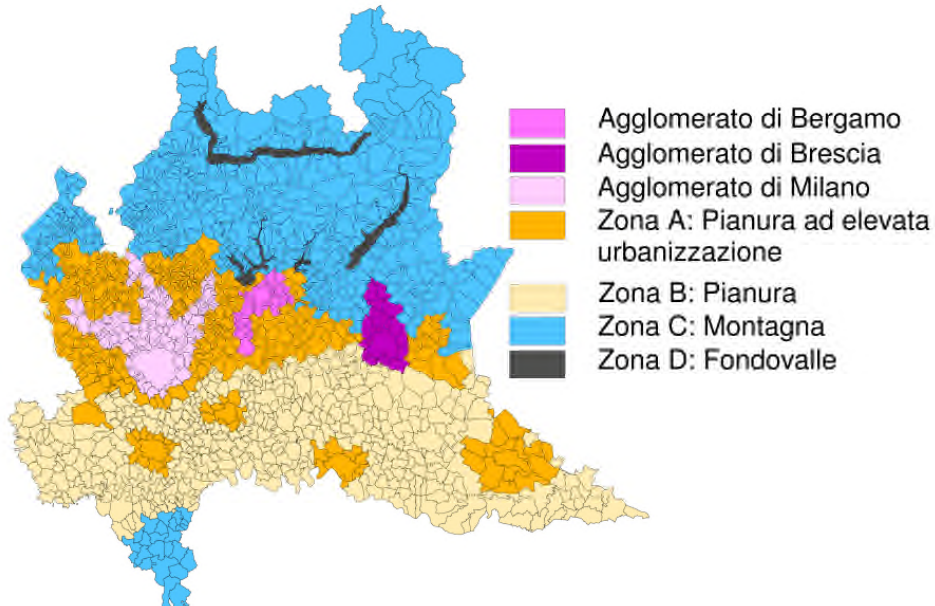 Agglomerato di Bergamo
Agglomerato di Brescia
Agglomerato di Milano
Zona A: Pianura ad elevata
urbanizzazione
Zona B: Pianura
Zona C: Montagna
Zona D: Fondovalle